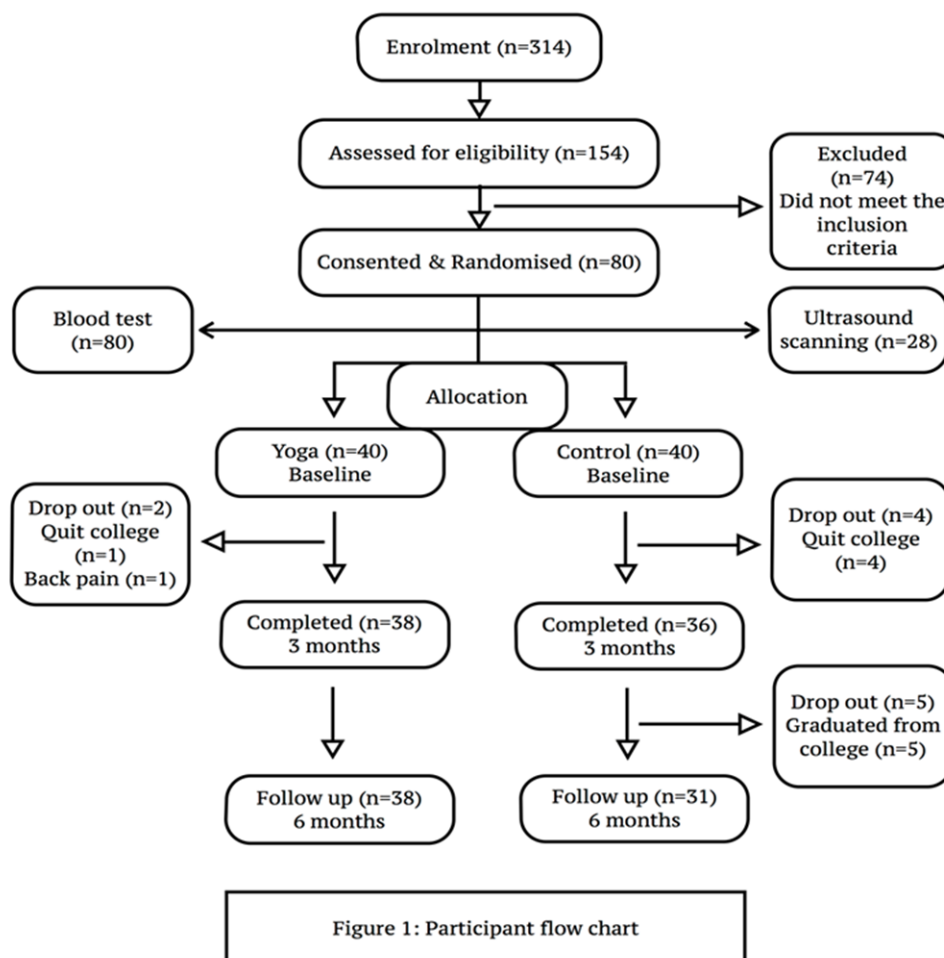 Enrolment (n=314)
Assessed for eligibility (n=154)
Excluded
(n=74)
Did not meet the
inclusion
criteria
Consented & Randomised (n=80)
Blood test
(n=80)
Ultrasound
scanning (n=28)
Allocation
Yoga (n=40)
Baseline
Control (n=40)
Baseline
Drop out (n=2)
Quit college
(n=1)
Back pain (n=1)
Drop out (n=4)
Quit college
(n=4)
Completed (n=38)
3 months
Completed (n=36)
3 months
Drop out (n=5)
Graduated from
college (n=5)
Follow up (n=38)
6 months
Follow up (n=31)
6 months
Figure 1: Participant flow chart